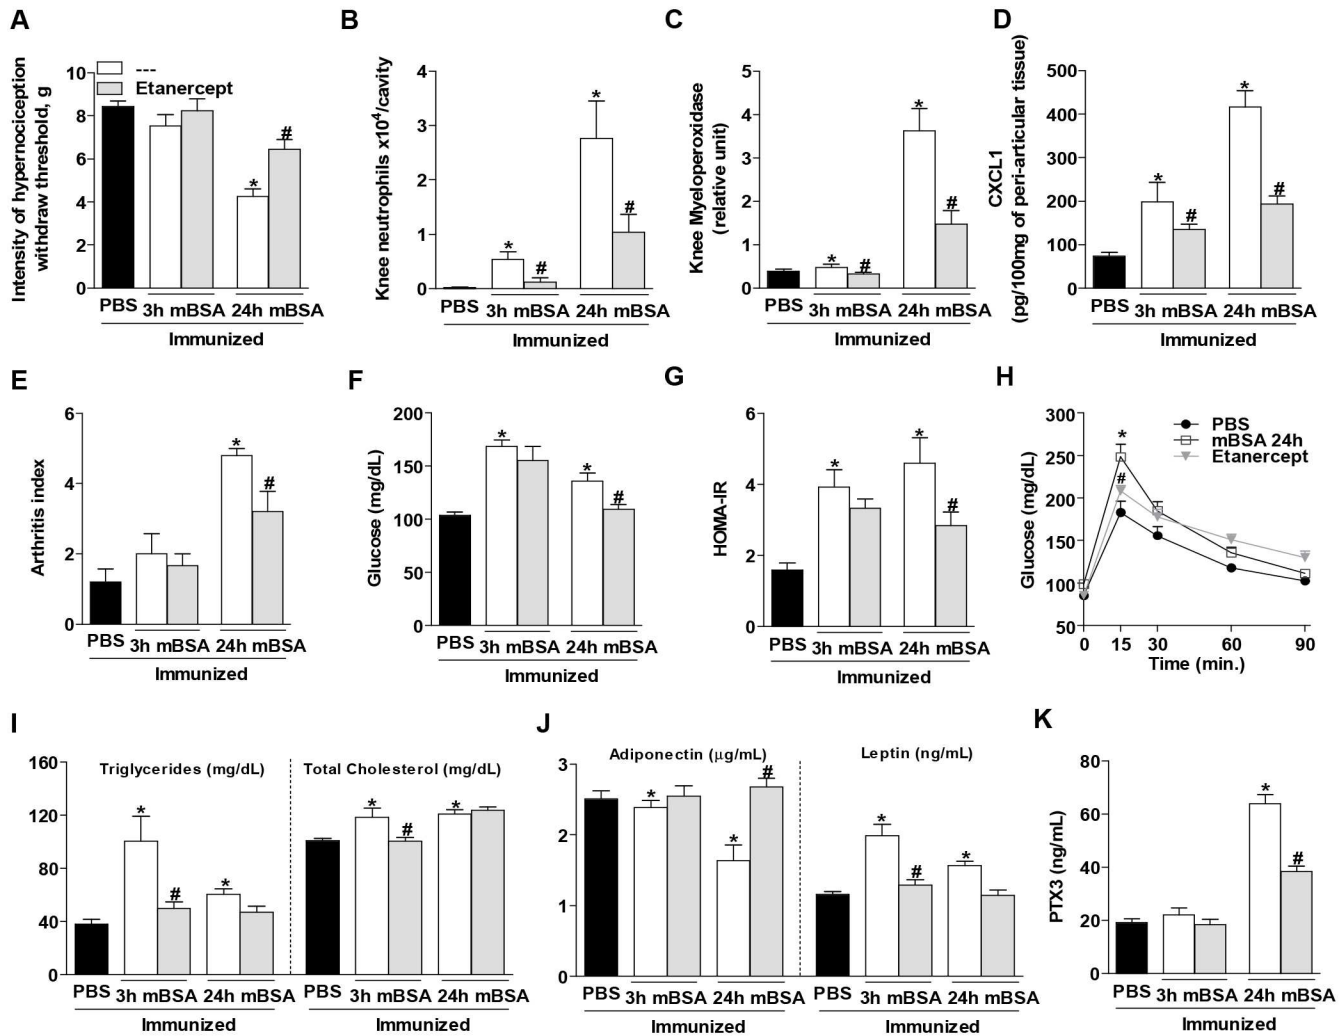 A
Intensity of hypernociception
withdraw threshold, g
10
8
6
4
2
0
---
Etanercept
*
#
PBS
3h mBSA
24h mBSA
Immunized
B
Knee neutrophils x10⁴/cavity
4
3
2
1
0
*
#
*
#
PBS
3h mBSA
24h mBSA
Immunized
C
Knee Myeloperoxidase
(relative unit)
5
4
3
2
1
0
*
#
*
#
PBS
3h mBSA
24h mBSA
Immunized
D
CXCL1
(pg/100mg of peri-articular tissue)
500
400
300
200
100
0
*
#
*
#
PBS
3h mBSA
24h mBSA
Immunized
E
Arthritis index
6
4
2
0
*
#
PBS
3h mBSA
24h mBSA
Immunized
F
Glucose (mg/dL)
200
150
100
50
0
*
*
#
PBS
3h mBSA
24h mBSA
Immunized
G
HOMA-IR
6
4
2
0
*
*
#
PBS
3h mBSA
24h mBSA
Immunized
H
Glucose (mg/dL)
300
250
200
150
100
50
*
#
PBS
mBSA 24h
Etanercept
0 15 30 60 90
Time (min.)
I
160
120
80
40
0
Triglycerides (mg/dL)
Total Cholesterol (mg/dL)
*
#
*
*
#
*
PBS
3h mBSA
24h mBSA
Immunized
PBS
3h mBSA
24h mBSA
Immunized
J
3
2
1
0
Adiponectin (µg/mL)
Leptin (ng/mL)
*
*
#
*
#
*
PBS
3h mBSA
24h mBSA
Immunized
PBS
3h mBSA
24h mBSA
Immunized
K
PTX3 (ng/mL)
80
60
40
20
0
*
#
PBS
3h mBSA
24h mBSA
Immunized